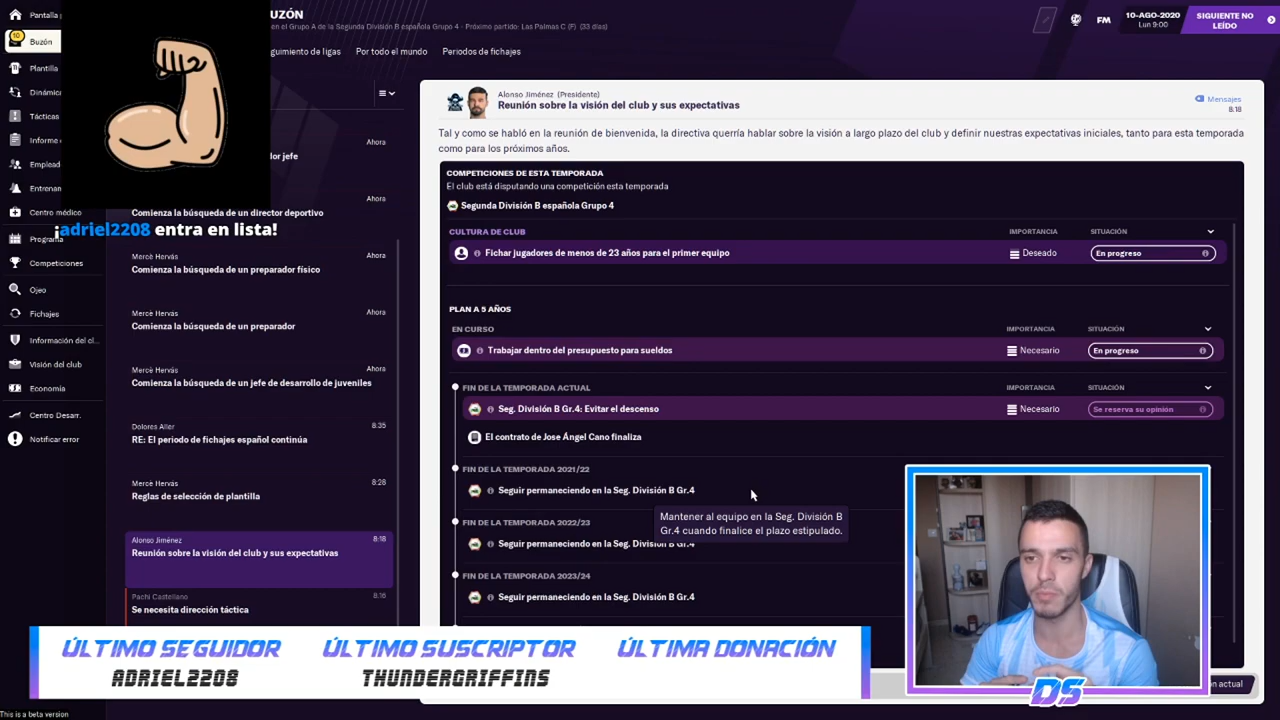 Pantalla
BUZÓN
en el Grupo A de la Segunda División B española Grupo 4 - Próximo partido: Las Palmas C (F) (33 días)
FM
10-AGO-2020
Lun 9:00
SIGUIENTE NO LEÍDO
10
Buzón
Plantilla
Dinámic
Tácticas
Informe
Emplead
Entrenan
Centro médico
Programa
Competiciones
Ojeo
Fichajes
Información del cl...
Visión del club
Economía
Centro Desarr.
Notificar error
This is a beta version
guimiento de ligas
Por todo el mundo
Periodos de fichajes
Ahora
dor jefe
Ahora
Comienza la búsqueda de un director deportivo
¡adriel2208 entra en lista!
Mercè Hervás
Ahora
Comienza la búsqueda de un preparador físico
Mercè Hervás
Ahora
Comienza la búsqueda de un preparador
Mercè Hervás
Ahora
Comienza la búsqueda de un jefe de desarrollo de juveniles
Dolores Aller
8:35
RE: El periodo de fichajes español continúa
Mercè Hervás
8:28
Reglas de selección de plantilla
Alonso Jiménez
8:18
Reunión sobre la visión del club y sus expectativas
Pachi Castellano
8:16
Se necesita dirección táctica
Alonso Jiménez (Presidente)
Reunión sobre la visión del club y sus expectativas
Mensajes
8:18
Tal y como se habló en la reunión de bienvenida, la directiva querría hablar sobre la visión a largo plazo del club y definir nuestras expectativas iniciales, tanto para esta temporada
como para los próximos años.
COMPETICIONES DE ESTA TEMPORADA
El club está disputando una competición esta temporada
Segunda División B española Grupo 4
CULTURA DE CLUB
IMPORTANCIA
SITUACIÓN
Fichar jugadores de menos de 23 años para el primer equipo
Deseado
En progreso
PLAN A 5 AÑOS
EN CURSO
IMPORTANCIA
SITUACIÓN
Trabajar dentro del presupuesto para sueldos
Necesario
En progreso
FIN DE LA TEMPORADA ACTUAL
IMPORTANCIA
SITUACIÓN
Seg. División B Gr.4: Evitar el descenso
Necesario
Se reserva su opinión
El contrato de Jose Ángel Cano finaliza
FIN DE LA TEMPORADA 2021/22
Seguir permaneciendo en la Seg. División B Gr.4
Mantener al equipo en la Seg. División B
Gr.4 cuando finalice el plazo estipulado.
FIN DE LA TEMPORADA 2022/23
Seguir permaneciendo en la Seg. División B Gr.4
FIN DE LA TEMPORADA 2023/24
Seguir permaneciendo en la Seg. División B Gr.4
n actual
ÚLTIMO SEGUIDOR
ADRIEL2208
ÚLTIMO SUSCRIPTOR
THUNDERGRIFFINS
ÚLTIMA DONACIÓN
DS